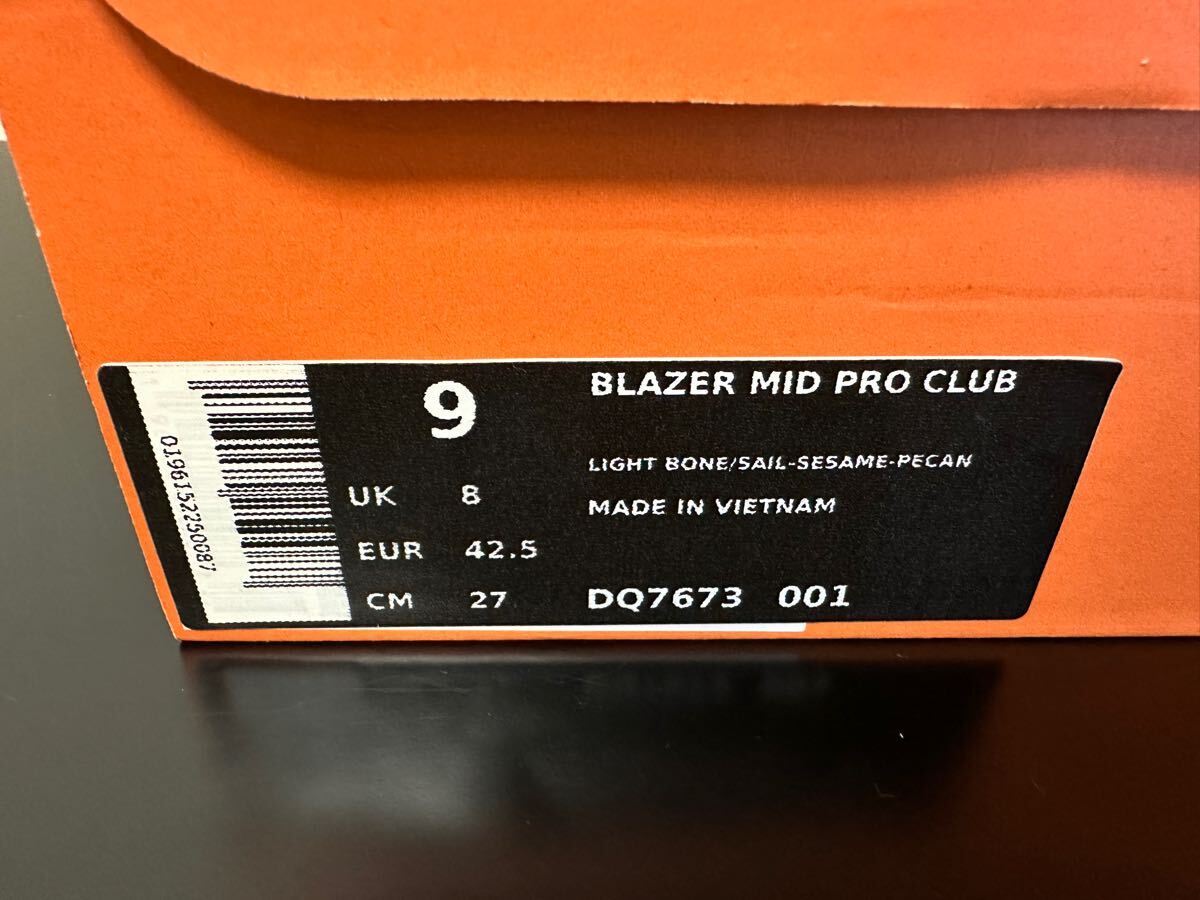 9
BLAZER MID PRO CLUB
LIGHT BONE/SAIL-SESAME-PECAN
UK 8
MADE IN VIETNAM
EUR 42.5
CM 27
DQ7673 001
0196152250087